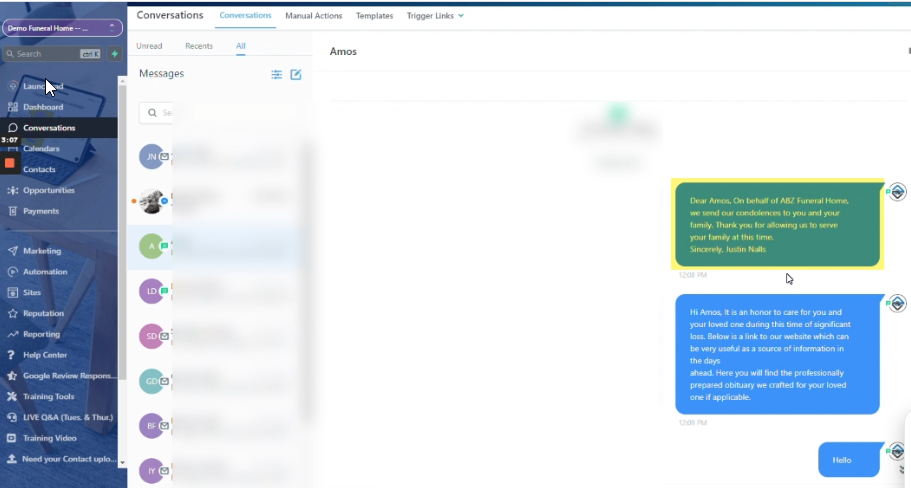 Demo Funeral Home -- ...
Search
ctrl K
Dashboard
Conversations
3:07
Calendars
Contacts
Opportunities
Payments
Marketing
Automation
Sites
Reputation
Reporting
Help Center
Google Review Respons...
Training Tools
LIVE Q&A (Tues. & Thur.)
Training Video
Need your Contact uplo...
Conversations
Conversations
Manual Actions
Templates
Trigger Links
Unread
Recents
All
Messages
JN
A
LD
SD
GD
BF
IY
Amos
Dear Amos, On behalf of ABZ Funeral Home,
we send our condolences to you and your
family. Thank you for allowing us to serve
your family at this time.
Sincerely, Justin Nalls
12:08 PM
Hi Amos, It is an honor to care for you and
your loved one during this time of significant
loss. Below is a link to our website which can
be very useful as a source of information in
the days
ahead. Here you will find the professionally
prepared obituary we crafted for your loved
one if applicable.
12:09 PM
Hello